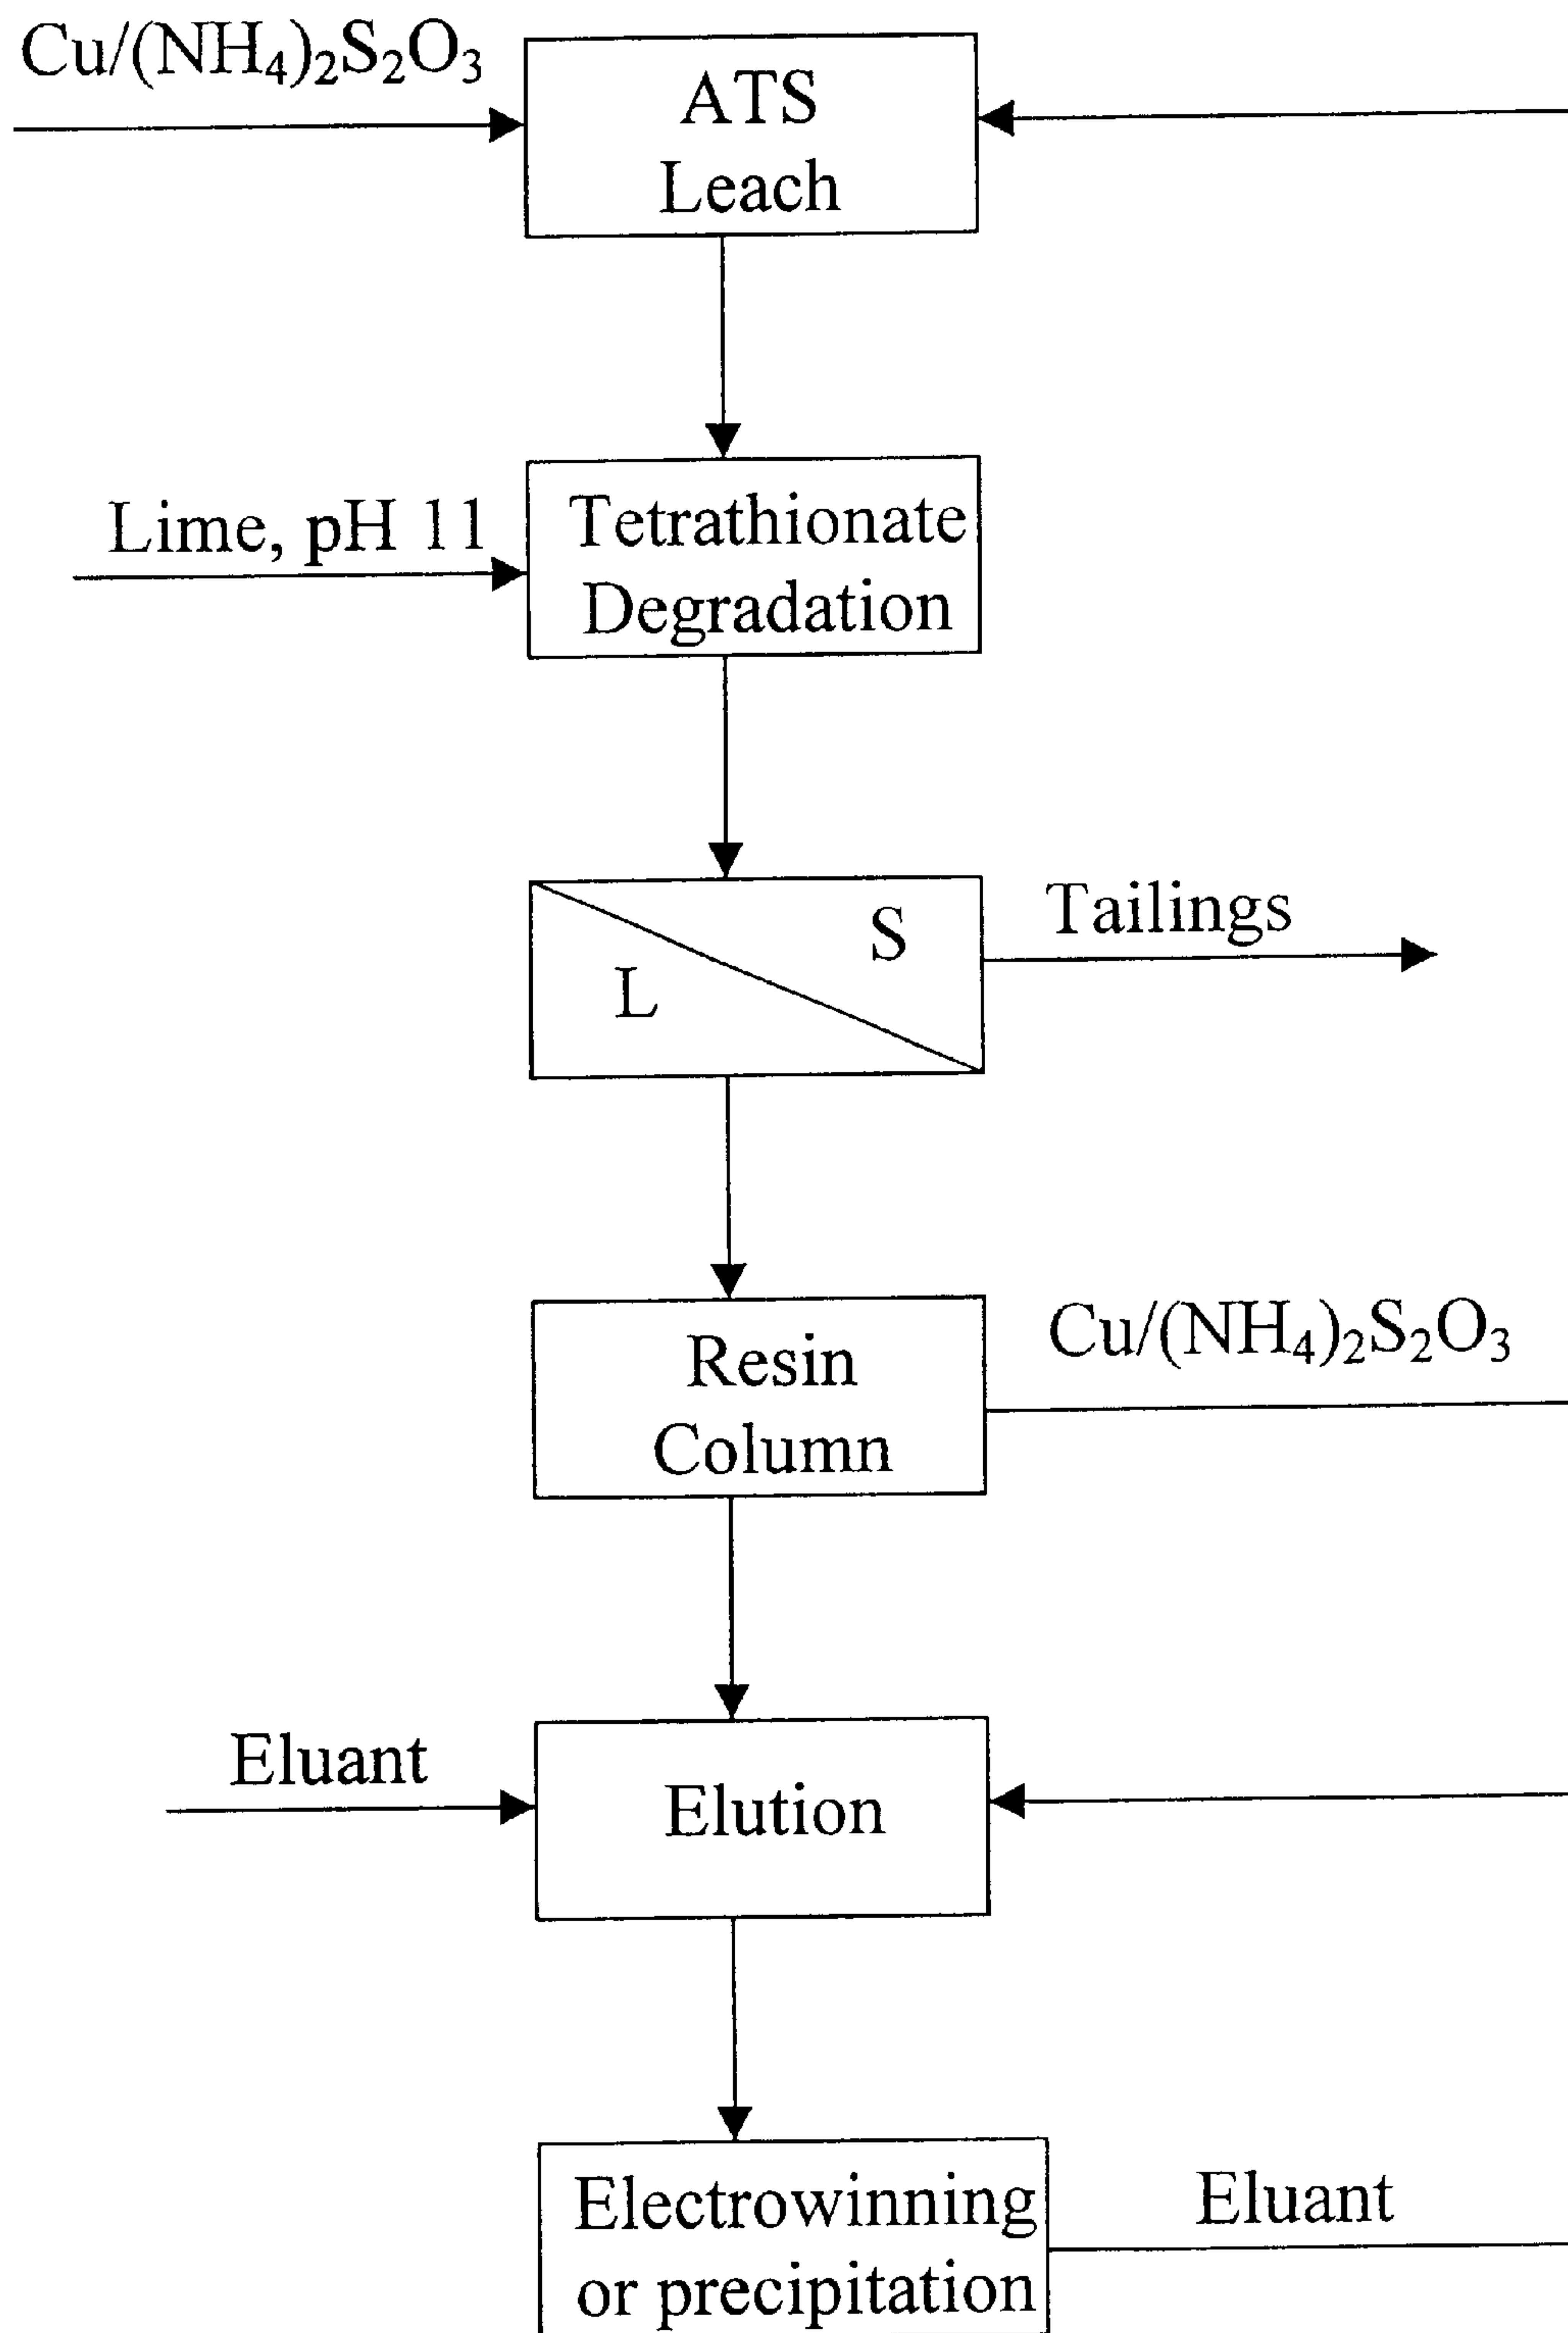 Cu/(NH₄)₂S₂O₃
ATS
Leach
Lime, pH 11
Tetrathionate
Degradation
S
Tailings
L
Resin
Column
Cu/(NH₄)₂S₂O₃
Eluant
Elution
Electrowinning
or precipitation
Eluant